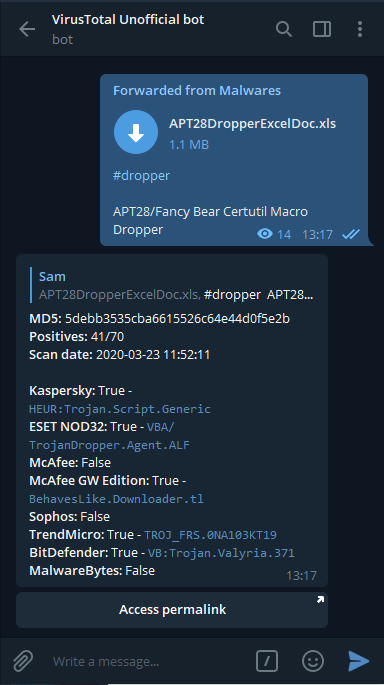 VirusTotal Unofficial bot
bot
Forwarded from Malwares
APT28DropperExcelDoc.xls
1.1 MB
#dropper
APT28/Fancy Bear Certutil Macro
Dropper
14 13:17
Sam
APT28DropperExcelDoc.xls, #dropper APT28...
MD5: 5debb3535cba6615526c64e44d0f5e2b
Positives: 41/70
Scan date: 2020-03-23 11:52:11
Kaspersky: True -
HEUR:Trojan.Script.Generic
ESET NOD32: True - VBA/
TrojanDropper.Agent.ALF
McAfee: False
McAfee GW Edition: True -
BehavesLike.Downloader.tl
Sophos: False
TrendMicro: True - TROJ_FRS.0NA103KT19
BitDefender: True - VB:Trojan.Valyria.371
MalwareBytes: False
13:17
Access permalink
Write a message...